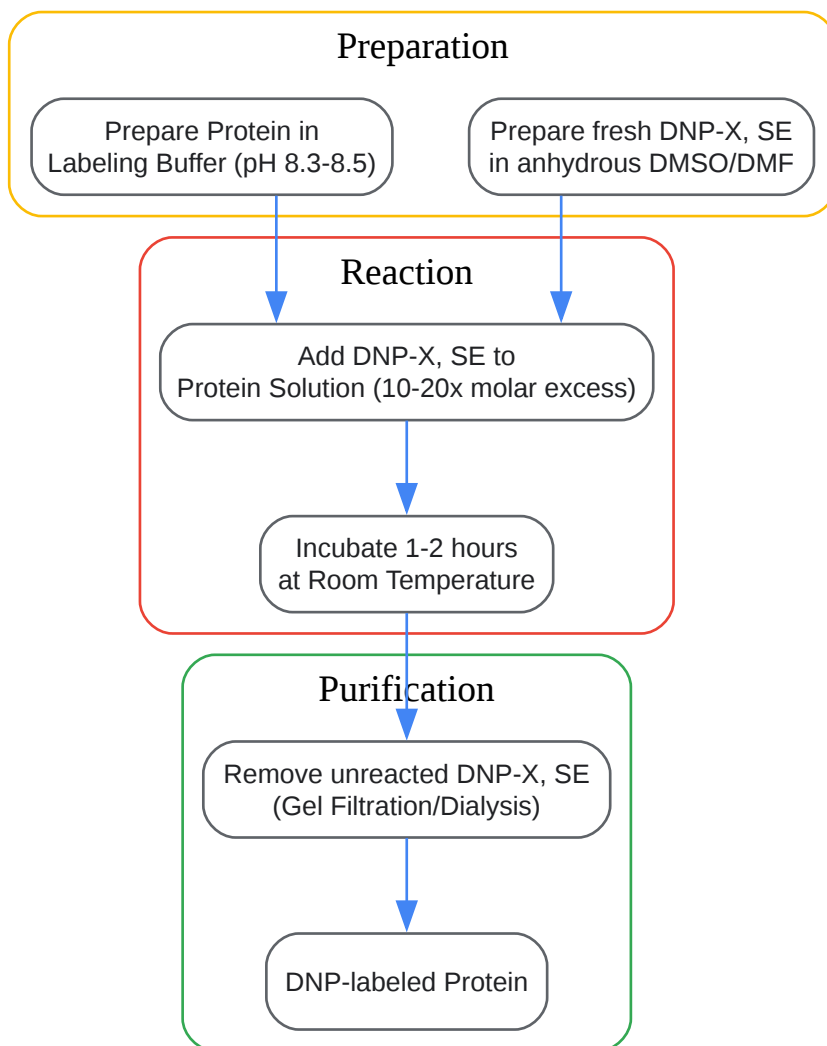 Preparation
Prepare Protein in
Labeling Buffer (pH 8.3-8.5)
Prepare fresh DNP-X, SE
in anhydrous DMSO/DMF
Reaction
Add DNP-X, SE to
Protein Solution (10-20x molar excess)
Incubate 1-2 hours
at Room Temperature
Purification
Remove unreacted DNP-X, SE
(Gel Filtration/Dialysis)
DNP-labeled Protein